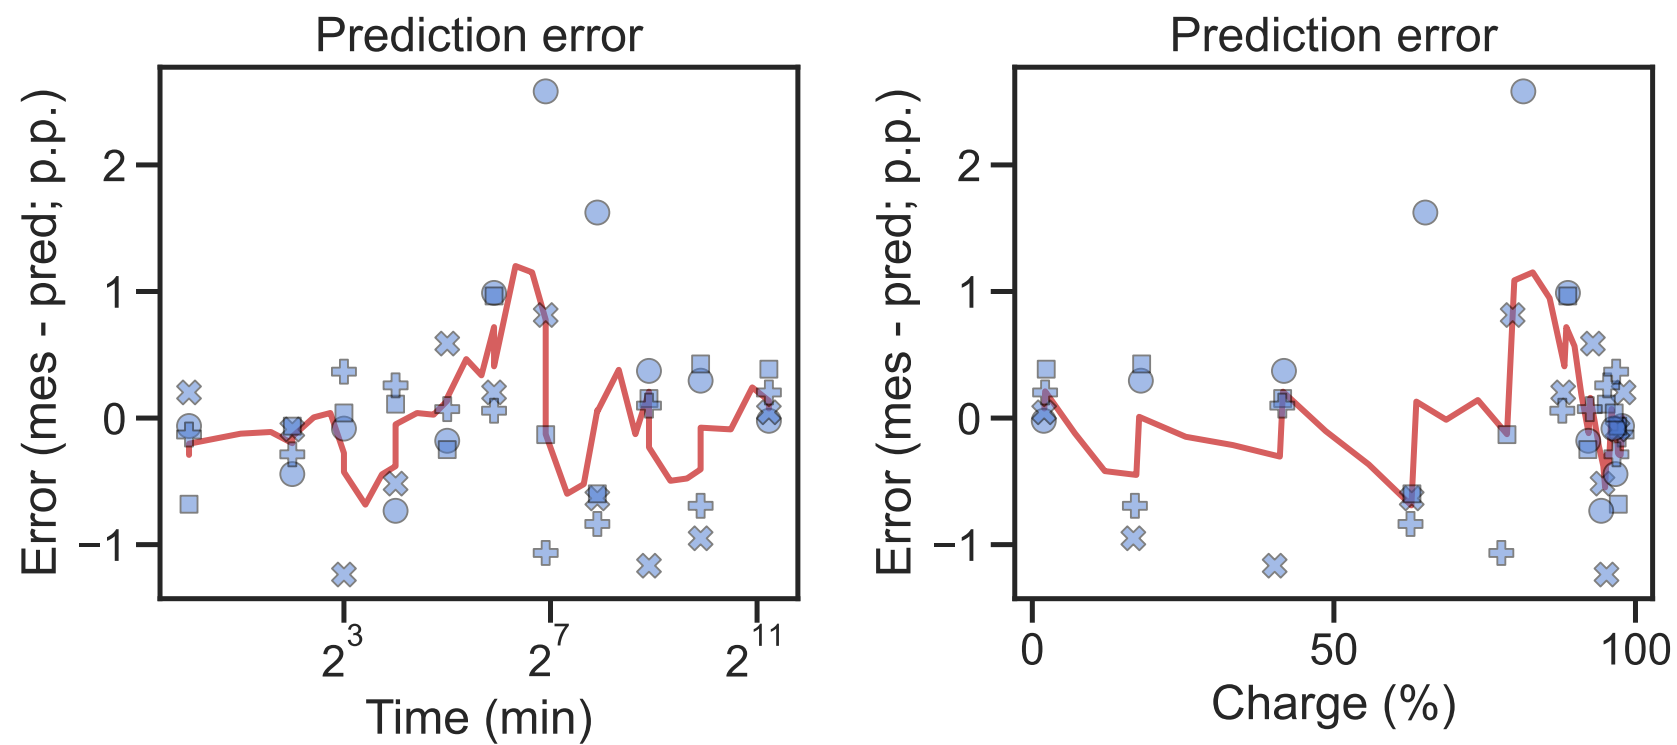 Prediction error
Error (mes - pred; p.p.)
2
1
0
−1
2^3
2^7
2^11
Time (min)
Prediction error
Error (mes - pred; p.p.)
2
1
0
−1
0
50
100
Charge (%)